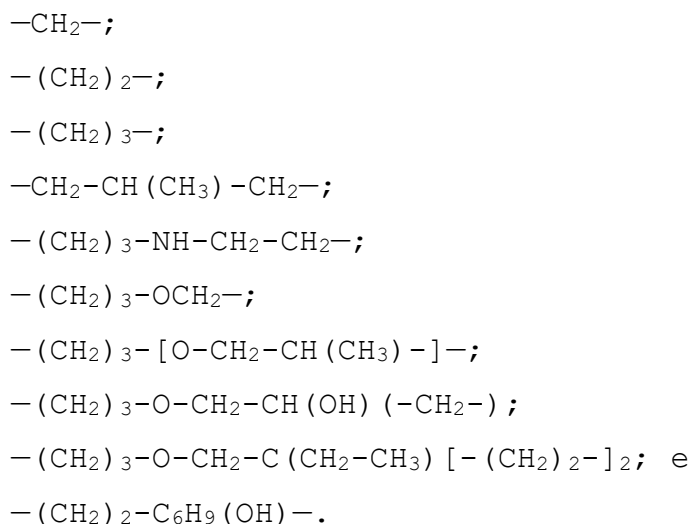 —CH₂—;
—(CH₂)₂—;
—(CH₂)₃—;
—CH₂-CH(CH₃)-CH₂—;
—(CH₂)₃-NH-CH₂-CH₂—;
—(CH₂)₃-OCH₂—;
—(CH₂)₃-[O-CH₂-CH(CH₃)-]—;
—(CH₂)₃-O-CH₂-CH(OH)(-CH₂-);
—(CH₂)₃-O-CH₂-C(CH₂-CH₃)[-(CH₂)₂-]₂; e
—(CH₂)₂-C₆H₉(OH)—.